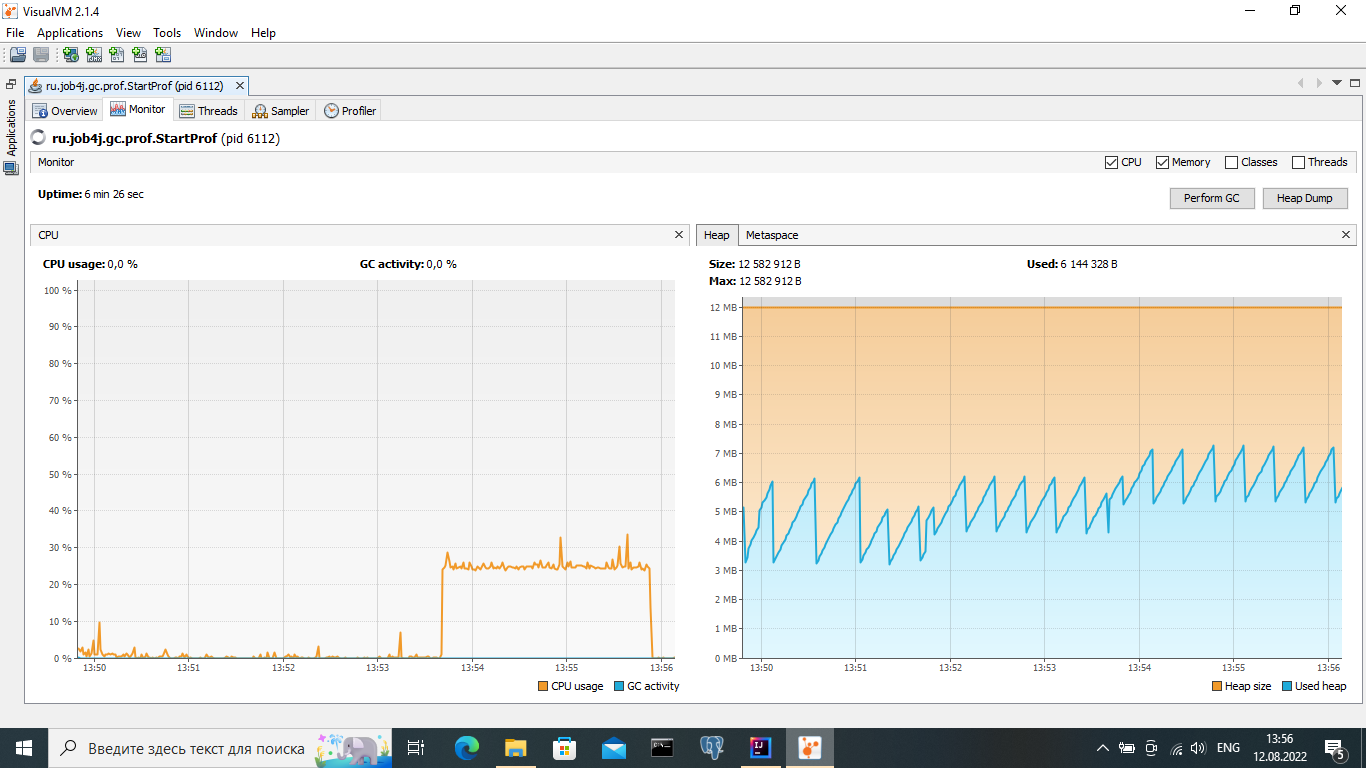 VisualVM 2.1.4
File Applications View Tools Window Help
ru.job4j.gc.prof.StartProf (pid 6112)
Applications
Overview Monitor Threads Sampler Profiler
ru.job4j.gc.prof.StartProf (pid 6112)
Monitor CPU Memory Classes Threads
Uptime: 6 min 26 sec
Perform GC Heap Dump
CPU
CPU usage: 0,0 % GC activity: 0,0 %
100 %
90 %
80 %
70 %
60 %
50 %
40 %
30 %
20 %
10 %
0 %
13:50 13:51 13:52 13:53 13:54 13:55 13:56
CPU usage GC activity
Heap Metaspace
Size: 12 582 912 B Used: 6 144 328 B
Max: 12 582 912 B
12 MB
11 MB
10 MB
9 MB
8 MB
7 MB
6 MB
5 MB
4 MB
3 MB
2 MB
1 MB
0 MB
13:50 13:51 13:52 13:53 13:54 13:55 13:56
Heap size Used heap
Введите здесь текст для поиска
IJ
ENG
13:56
12.08.2022
5